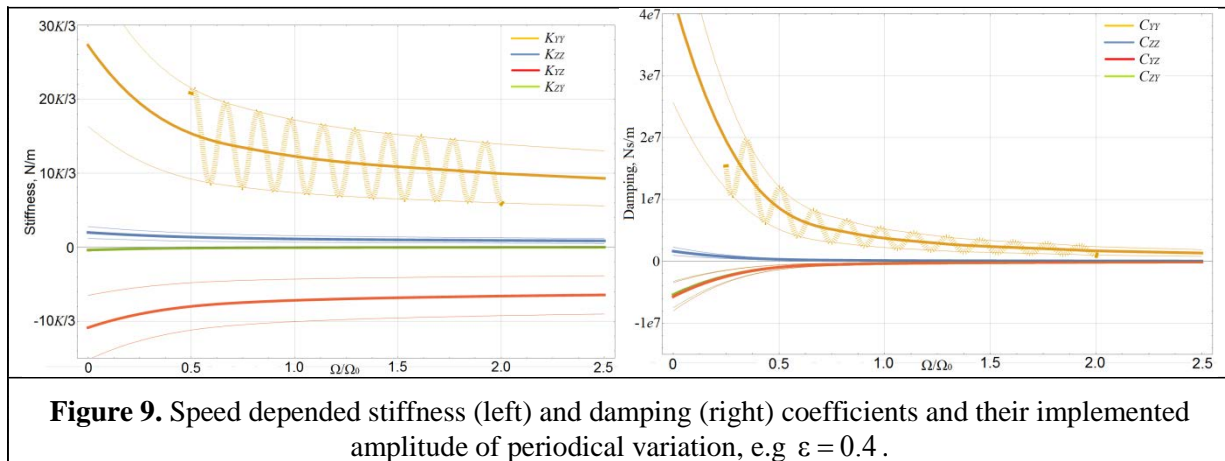 30K/3
20K/3
10K/3
0
-10K/3
Stiffness, N/m
KYY
KZZ
KYZ
KZY
0
0.5
1.0
Ω/Ω₀
1.5
2.0
2.5
4e7
3e7
2e7
1e7
0
-1e7
Damping, Ns/m
CYY
CZZ
CYZ
CZY
0
0.5
1.0
Ω/Ω₀
1.5
2.0
2.5
Figure 9. Speed depended stiffness (left) and damping (right) coefficients and their implemented
amplitude of periodical variation, e.g ε = 0.4 .